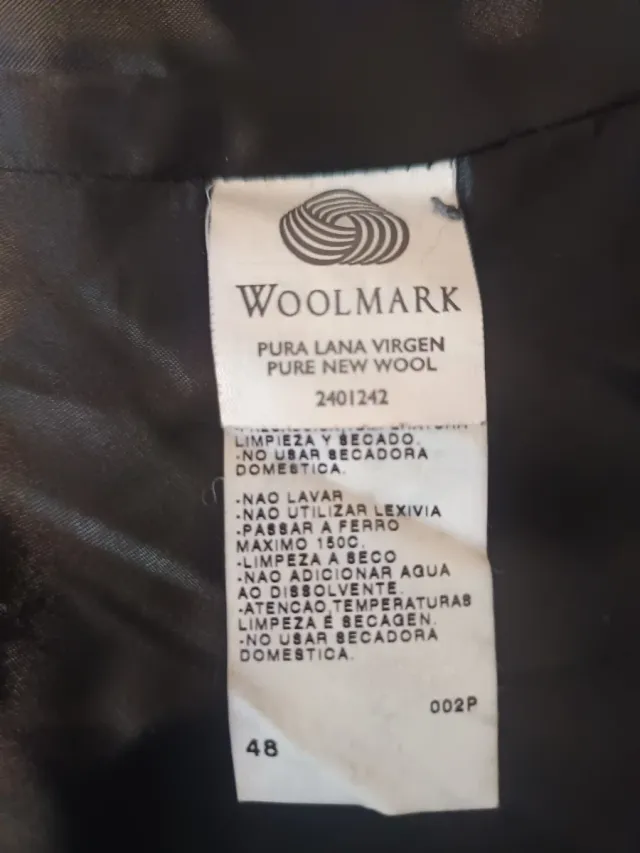 WOOLMARK
PURA LANA VIRGEN
PURE NEW WOOL
2401242
LIMPIEZA Y SECADO.
-NO USAR SECADORA
DOMESTICA.
-NAO LAVAR
-NAO UTILIZAR LEXIVIA
-PASSAR A FERRO
MAXIMO 150C.
-LIMPEZA A SECO
-NAO ADICIONAR AGUA
AO DISSOLVENTE.
-ATENCAO,TEMPERATURAS
LIMPEZA E SECAGEN.
-NO USAR SECADORA
DOMESTICA.
002P
48